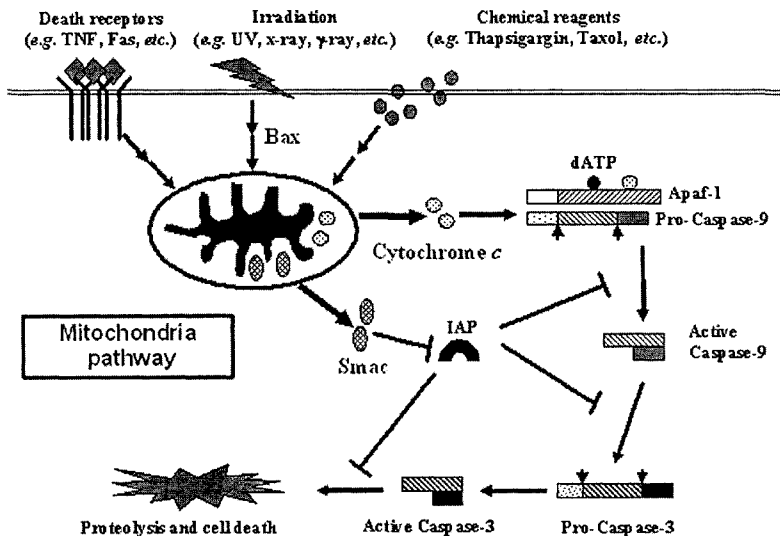 Death receptors
(e.g. TNF, Fas, etc.)
Irradiation
(e.g. UV, x-ray, γ-ray, etc.)
Chemical reagents
(e.g. Thapsigargin, Taxol, etc.)
Bax
dATP
Apaf-1
Pro-Caspase-9
Cytochrome c
Mitochondria
pathway
Smac
IAP
Active
Caspase-9
Proteolysis and cell death
Active Caspase-3
Pro-Caspase-3